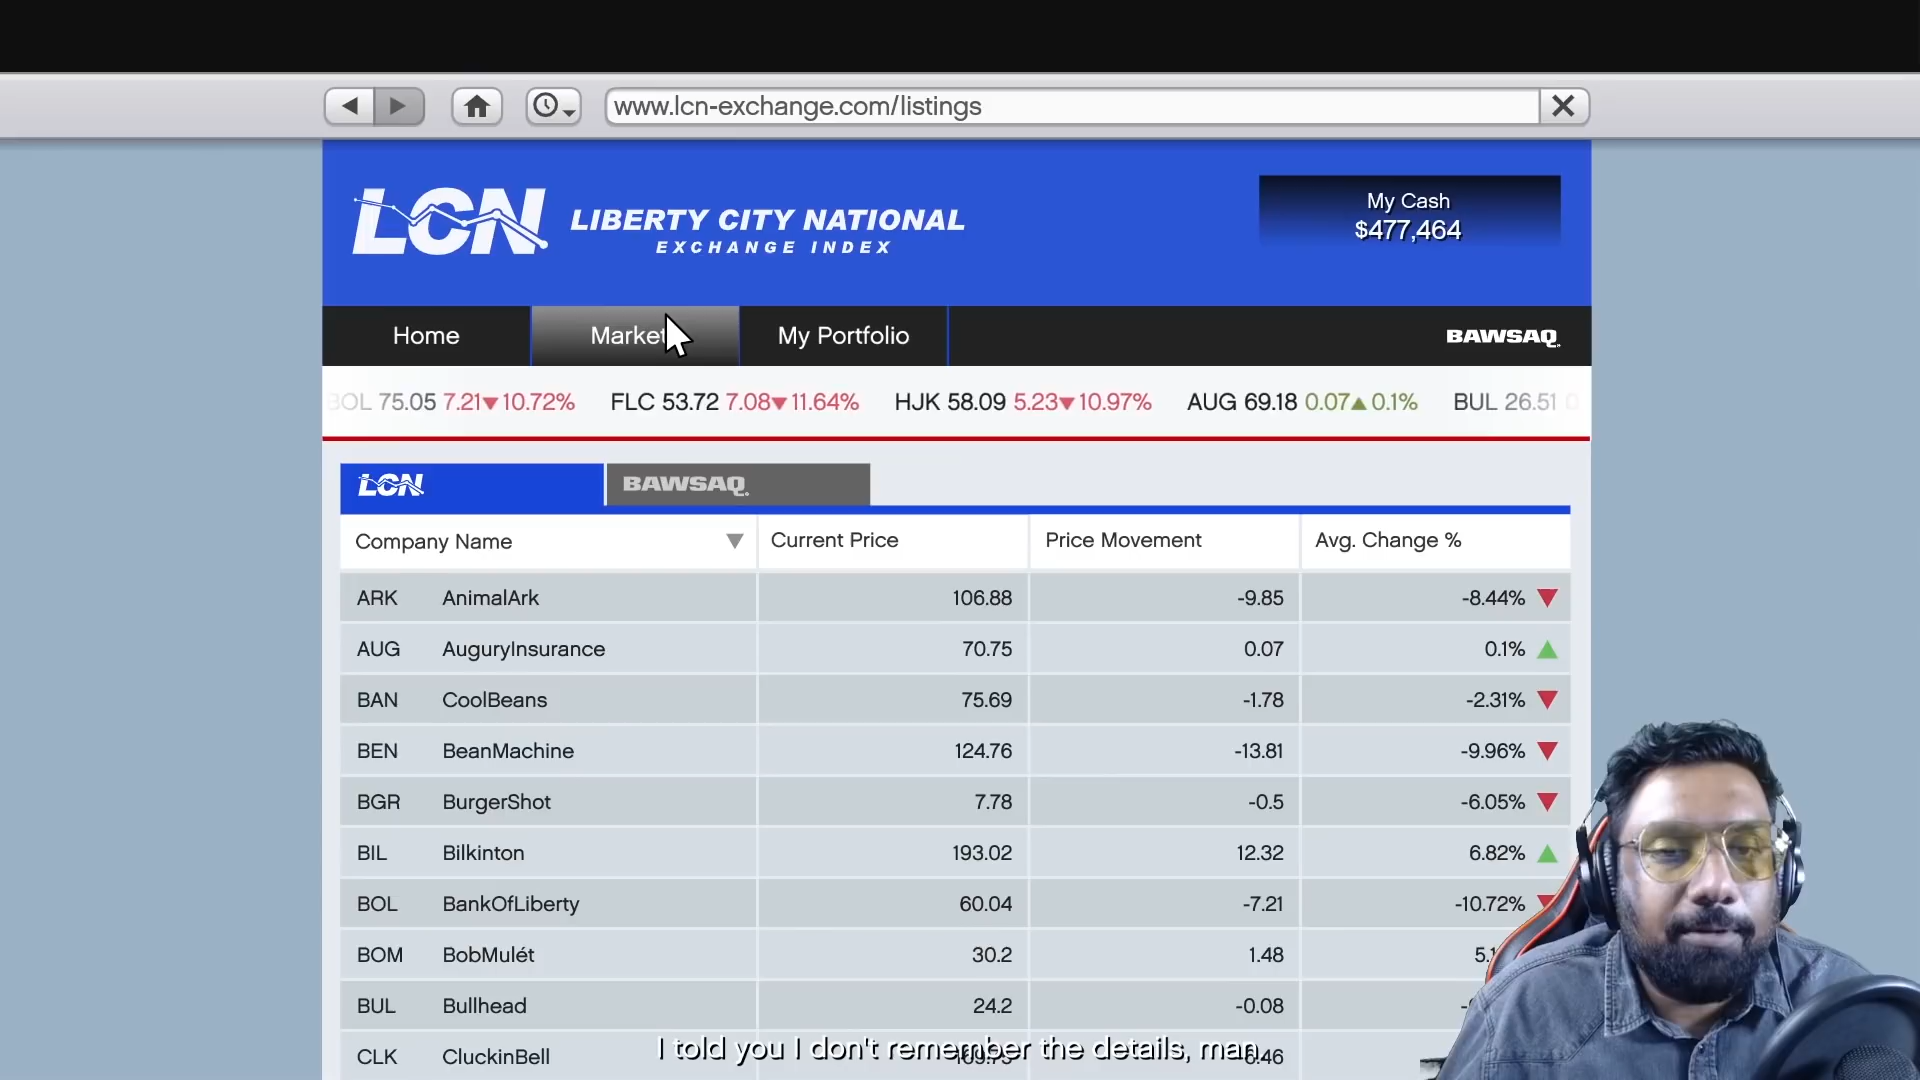 www.lcn-exchange.com/listings
LCN LIBERTY CITY NATIONAL
EXCHANGE INDEX
My Cash
$477,464
Home Market My Portfolio BAWSAQ
BOL 75.05 7.21▼10.72% FLC 53.72 7.08▼11.64% HJK 58.09 5.23▼10.97% AUG 69.18 0.07▲0.1% BUL 26.51
LCN BAWSAQ
Company Name Current Price Price Movement Avg. Change %
ARK AnimalArk 106.88 -9.85 -8.44%
AUG AuguryInsurance 70.75 0.07 0.1%
BAN CoolBeans 75.69 -1.78 -2.31%
BEN BeanMachine 124.76 -13.81 -9.96%
BGR BurgerShot 7.78 -0.5 -6.05%
BIL Bilkinton 193.02 12.32 6.82%
BOL BankOfLiberty 60.04 -7.21 -10.72%
BOM BobMulét 30.2 1.48
BUL Bullhead 24.2 -0.08
CLK CluckinBell
I told you I don't remember the details, man.